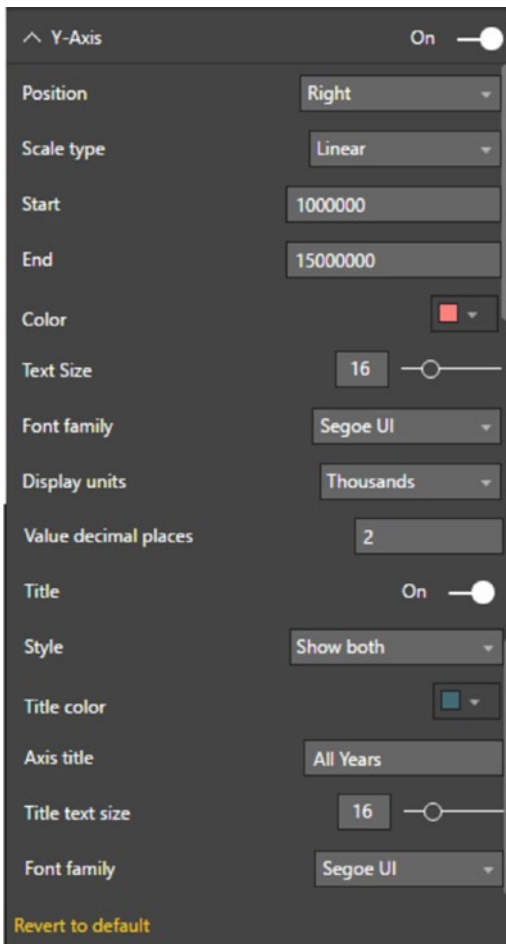 Y-Axis On
Position Right
Scale type Linear
Start 1000000
End 15000000
Color
Text Size 16
Font family Segoe UI
Display units Thousands
Value decimal places 2
Title On
Style Show both
Title color
Axis title All Years
Title text size 16
Font family Segoe UI
Revert to default